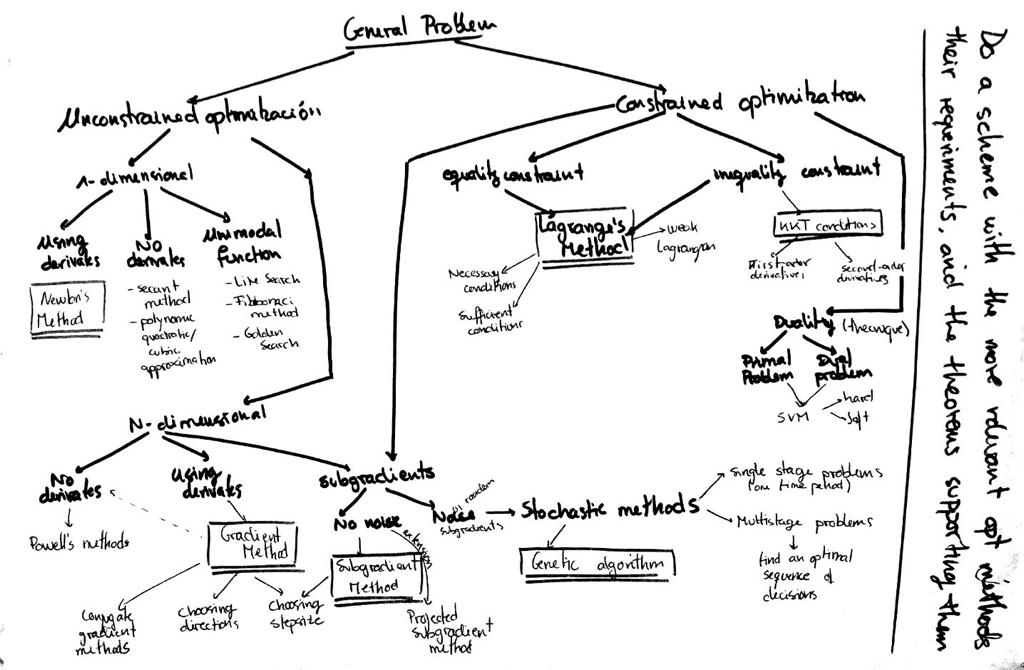 General Problem
Unconstrained optimización
Constrained optimization
1-dimensional
equality constraint
inequality constraint
Using
derivates
No
derivates
Unimodal
function
Newton's
Method
- secant
method
- polynomic
quadratic/
cubic
approximation
- Line Search
- Fibbonaci
method
- Golden
Search
Lagrange's
Method
weak
Lagrangian
Necessary
conditions
Sufficient
conditions
KKT conditions
First-order
derivatives
Second-order
derivatives
Duality (thecnique)
Primal
Problem
Dual
problem
SVM
hard
soft
N-dimensional
No
derivates
Using
derivates
Subgradients
Powell's methods
Gradient
Method
No noise
Noise
random
subgradients
Stochastic methods
Single stage problems
(one time period)
Multistage problems
find an optimal
sequence of
decisions
Genetic algorithm
Subgradient
Method
extension
Conjugate
gradient
methods
Choosing
directions
Choosing
stepsize
Projected
subgradient
method
Do a scheme with the more relevant opt methods
their requirements, and the theorems supporting them